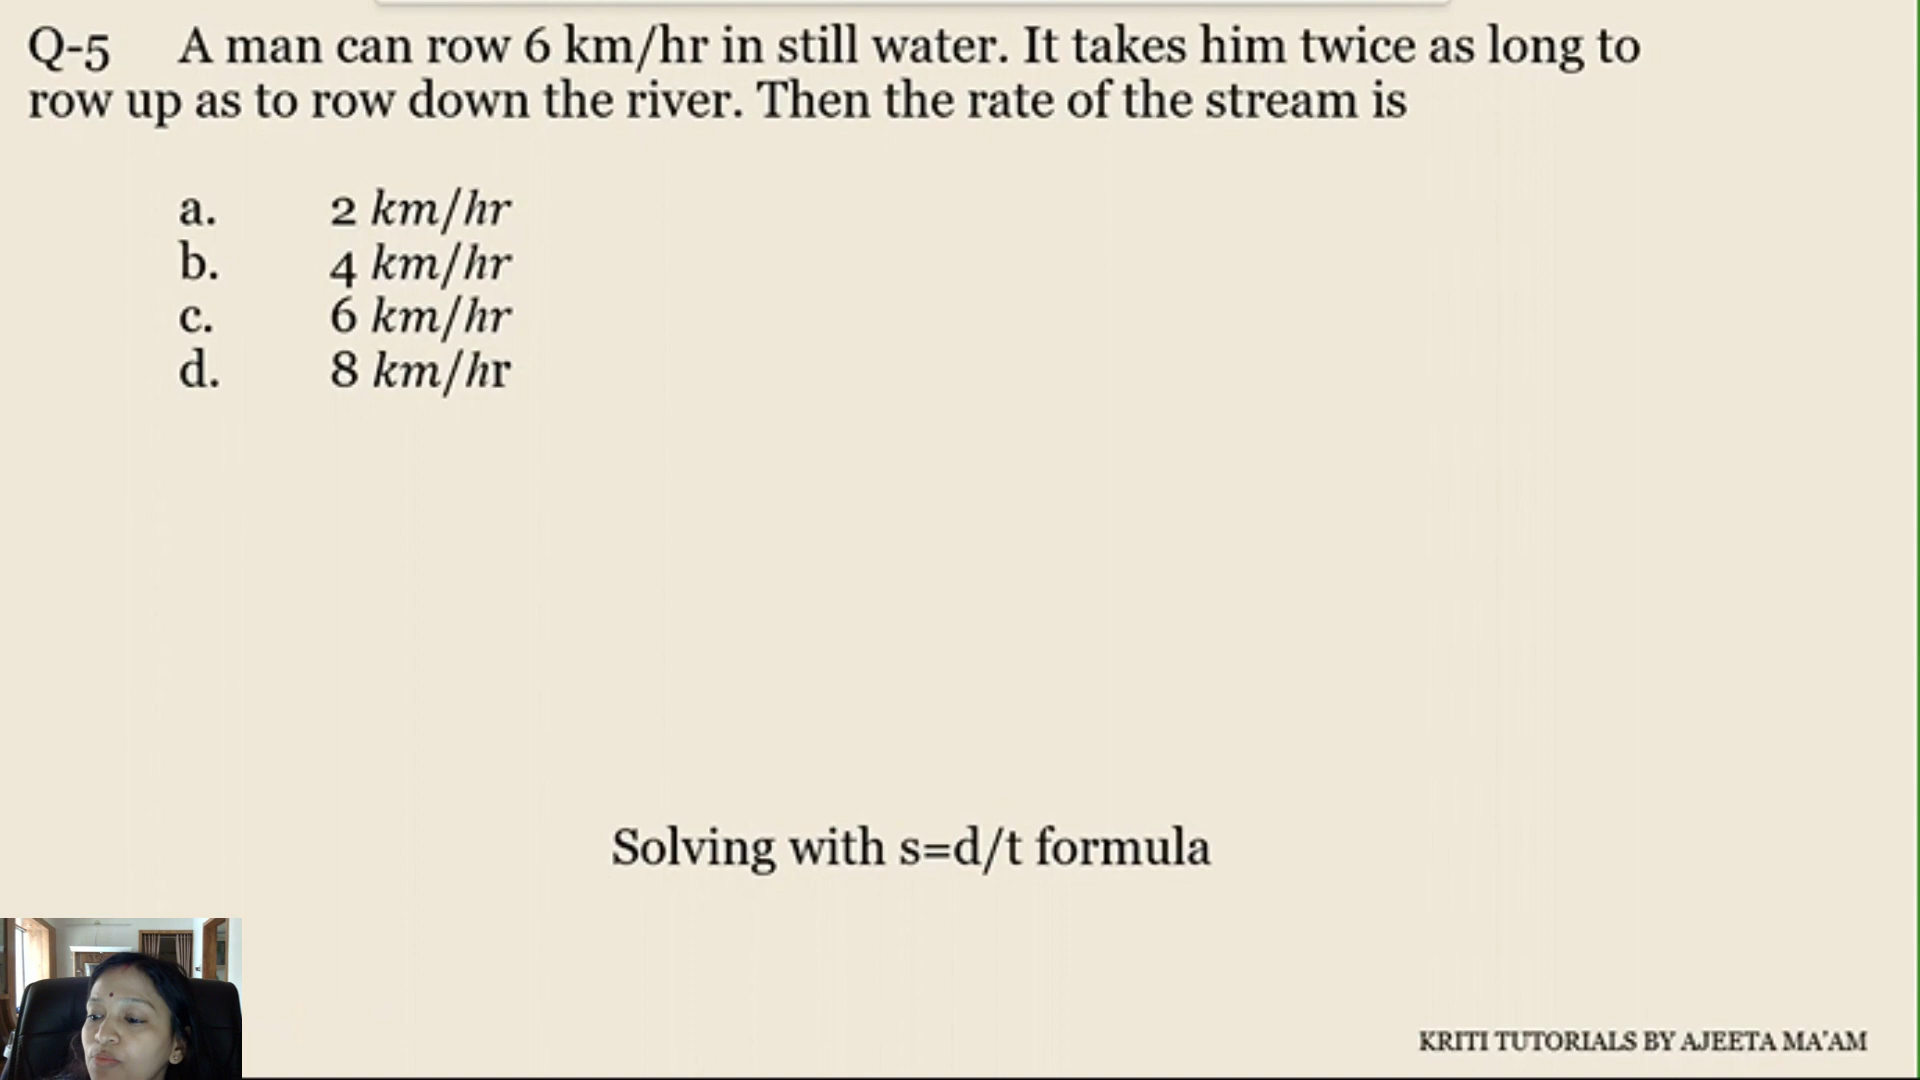 Q-5 A man can row 6 km/hr in still water. It takes him twice as long to
row up as to row down the river. Then the rate of the stream is
a. 2 km/hr
b. 4 km/hr
c. 6 km/hr
d. 8 km/hr
Solving with s=d/t formula
KRITI TUTORIALS BY AJEETA MA'AM